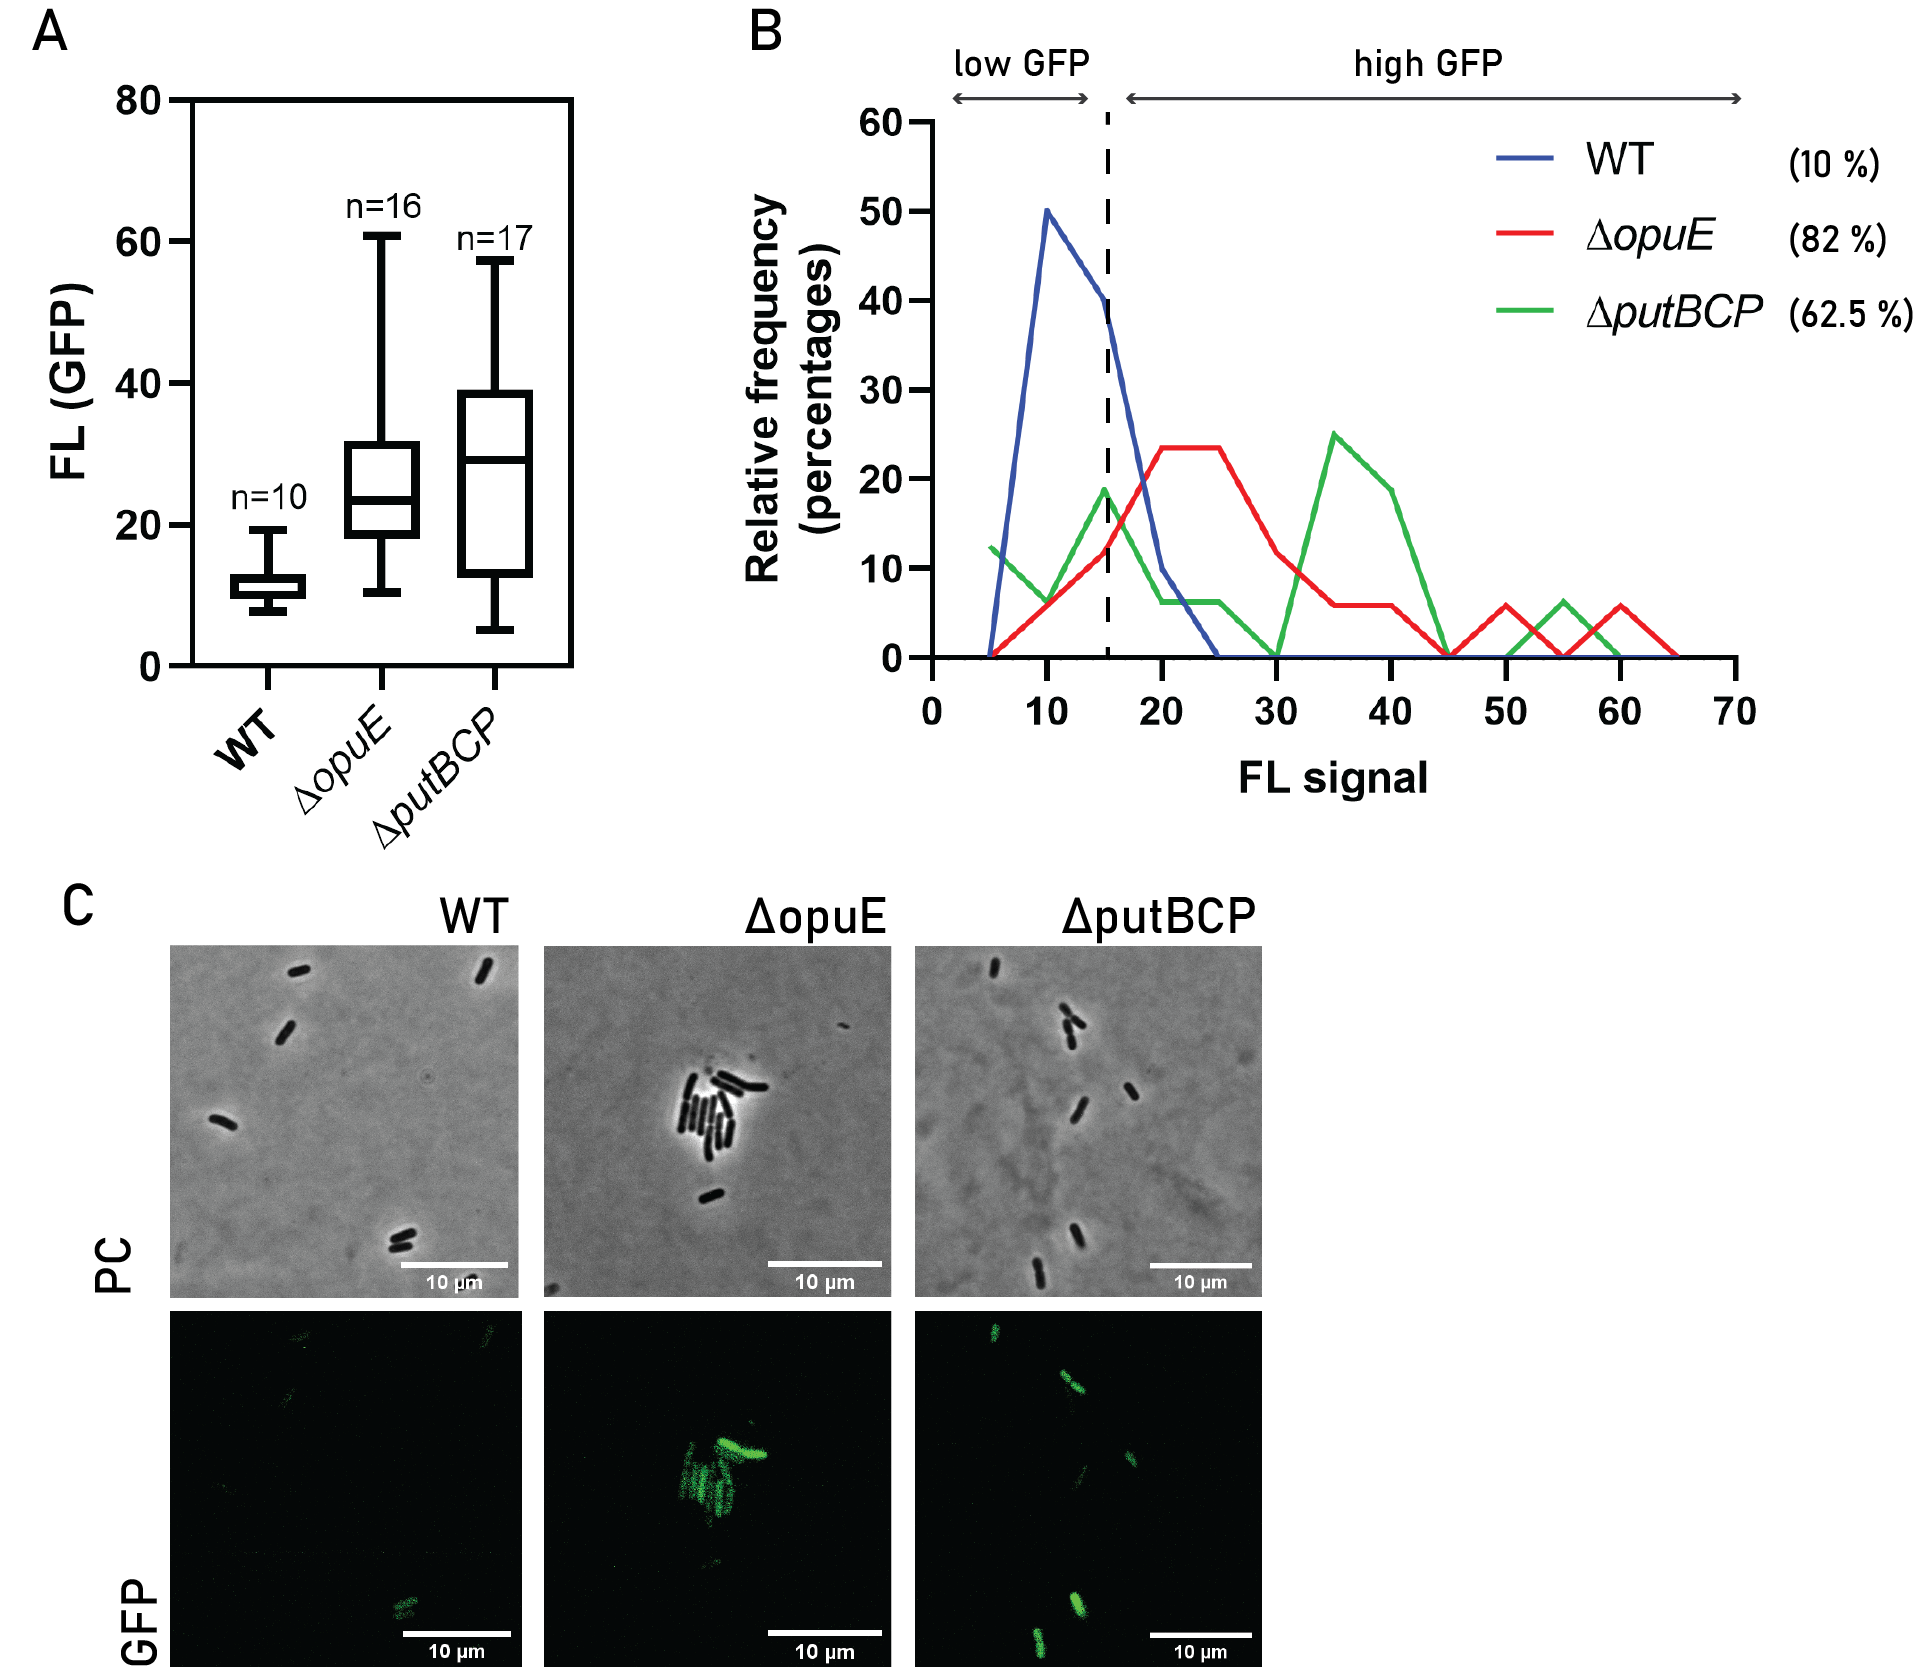 A
80
60
40
20
0
FL (GFP)
n=10
n=16
n=17
WT
ΔopuE
ΔputBCP
B
low GFP
high GFP
60
50
40
30
20
10
0
Relative frequency
(percentages)
WT (10 %)
ΔopuE (82 %)
ΔputBCP (62.5 %)
0 10 20 30 40 50 60 70
FL signal
C
WT
ΔopuE
ΔputBCP
PC
10 µm
10 µm
10 µm
GFP
10 µm
10 µm
10 µm